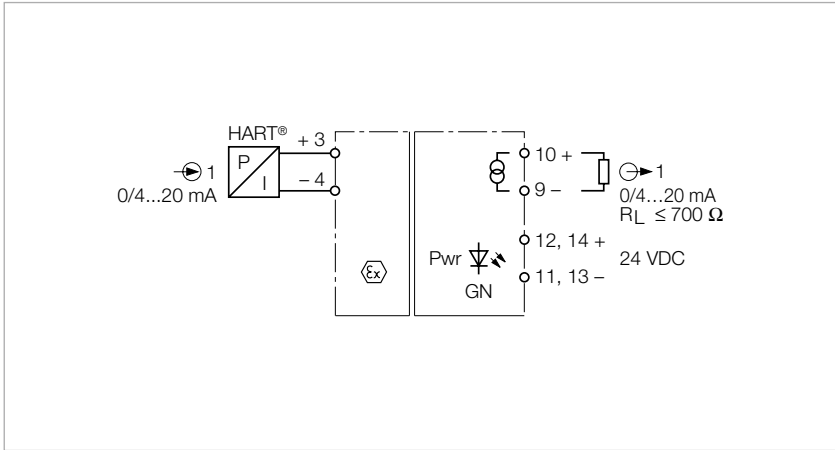 HART®
+ 3
P
I
– 4
1
0/4...20 mA
10 +
9 –
1
0/4...20 mA
RL ≤ 700 Ω
12, 14 +
24 VDC
11, 13 –
Pwr
GN
Ex